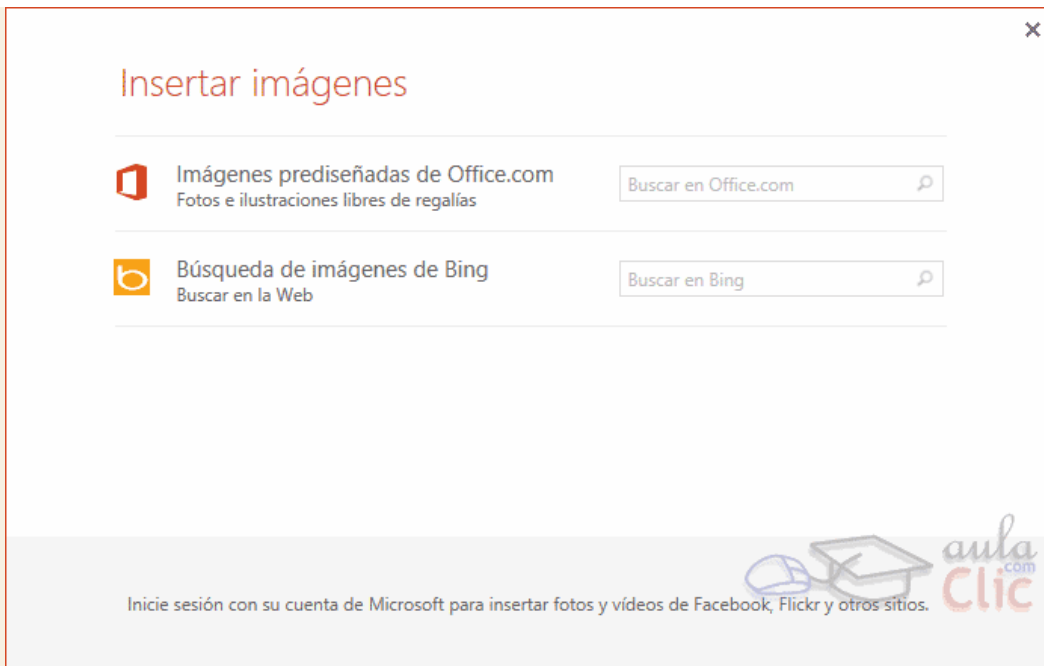 Insertar imágenes
Imágenes prediseñadas de Office.com
Buscar en Office.com
Fotos e ilustraciones libres de regalías
Búsqueda de imágenes de Bing
Buscar en Bing
Buscar en la Web
aula
.com
Clic
Inicie sesión con su cuenta de Microsoft para insertar fotos y vídeos de Facebook, Flickr y otros sitios.